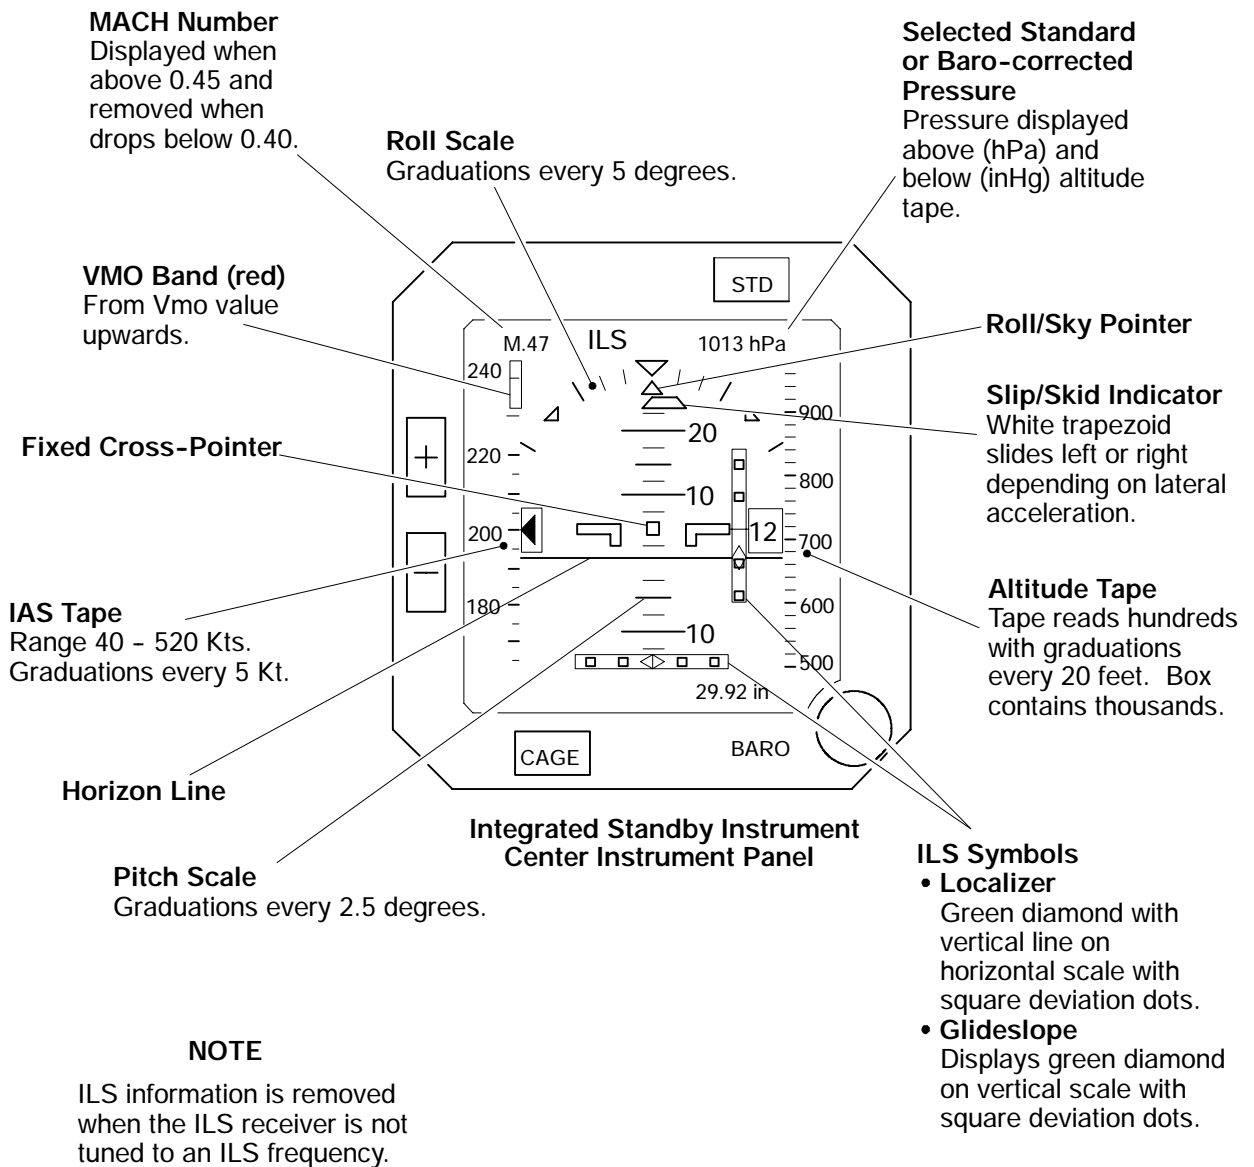 MACH Number
Displayed when
above 0.45 and
removed when
drops below 0.40.
Selected Standard
or Baro-corrected
Pressure
Pressure displayed
above (hPa) and
below (inHg) altitude
tape.
Roll Scale
Graduations every 5 degrees.
VMO Band (red)
From Vmo value
upwards.
STD
Roll/Sky Pointer
M.47
ILS
1013 hPa
240
Slip/Skid Indicator
White trapezoid
slides left or right
depending on lateral
acceleration.
900
20
Fixed Cross-Pointer
+
220
800
10
200
12
700
–
IAS Tape
Range 40 - 520 Kts.
Graduations every 5 Kt.
180
600
Altitude Tape
Tape reads hundreds
with graduations
every 20 feet. Box
contains thousands.
10
500
29.92 in
CAGE
BARO
Horizon Line
Integrated Standby Instrument
Center Instrument Panel
Pitch Scale
Graduations every 2.5 degrees.
ILS Symbols
• Localizer
Green diamond with
vertical line on
horizontal scale with
square deviation dots.
• Glideslope
Displays green diamond
on vertical scale with
square deviation dots.
NOTE
ILS information is removed
when the ILS receiver is not
tuned to an ILS frequency.